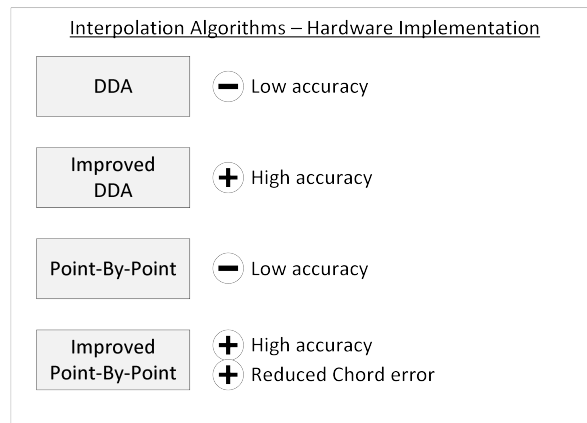 Interpolation Algorithms – Hardware Implementation
DDA
Low accuracy
Improved
DDA
High accuracy
Point-By-Point
Low accuracy
Improved
Point-By-Point
High accuracy
Reduced Chord error